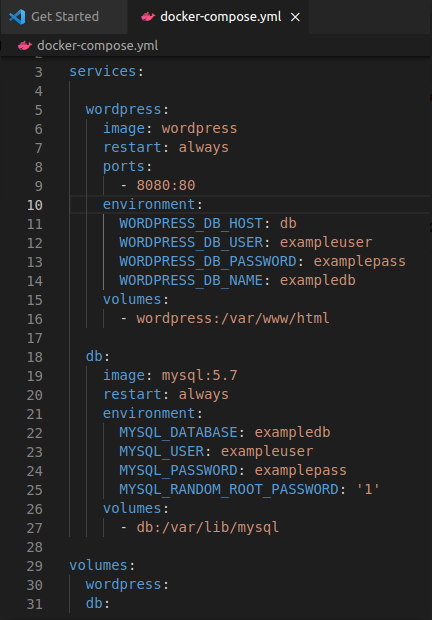 Get Started
docker-compose.yml ×
docker-compose.yml
3 services:
4
5   wordpress:
6     image: wordpress
7     restart: always
8     ports:
9       - 8080:80
10     environment:
11       WORDPRESS_DB_HOST: db
12       WORDPRESS_DB_USER: exampleuser
13       WORDPRESS_DB_PASSWORD: examplepass
14       WORDPRESS_DB_NAME: exampledb
15     volumes:
16       - wordpress:/var/www/html
17
18   db:
19     image: mysql:5.7
20     restart: always
21     environment:
22       MYSQL_DATABASE: exampledb
23       MYSQL_USER: exampleuser
24       MYSQL_PASSWORD: examplepass
25       MYSQL_RANDOM_ROOT_PASSWORD: '1'
26     volumes:
27       - db:/var/lib/mysql
28
29 volumes:
30   wordpress:
31   db: